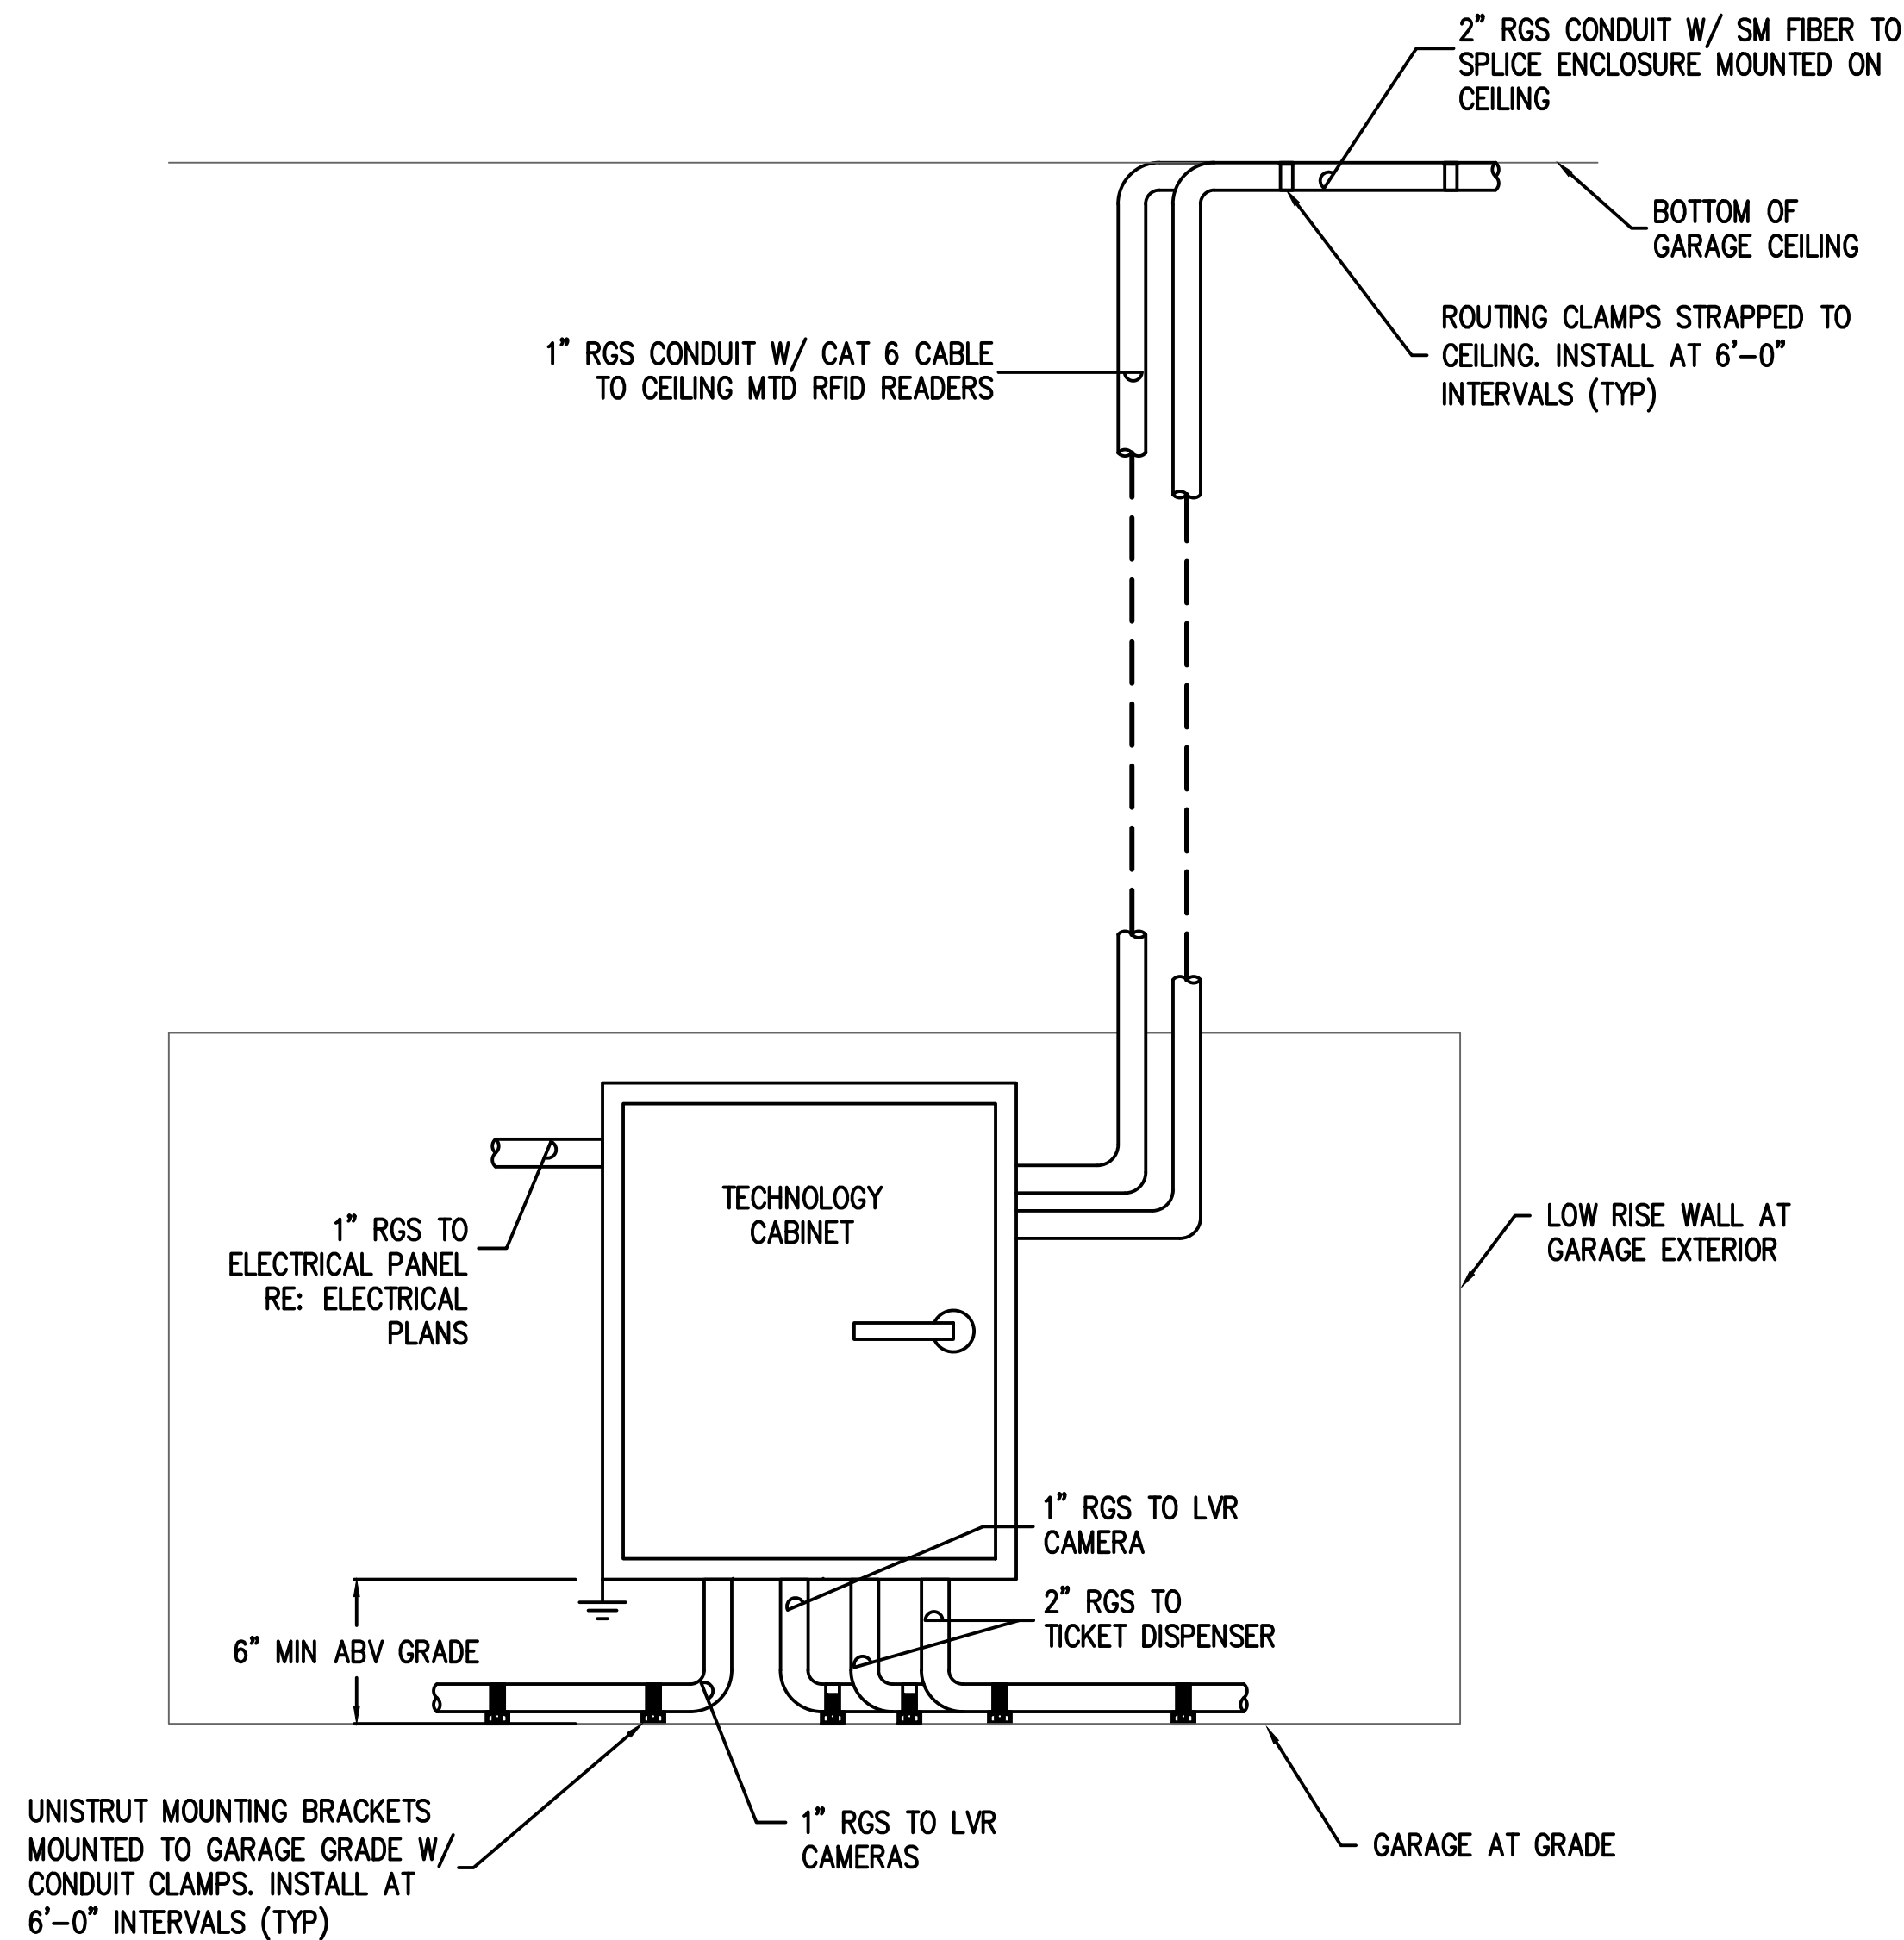 2" RGS CONDUIT W/ SM FIBER TO
SPLICE ENCLOSURE MOUNTED ON
CEILING
BOTTOM OF
GARAGE CEILING
ROUTING CLAMPS STRAPPED TO
CEILING. INSTALL AT 6'-0"
INTERVALS (TYP)
1" RGS CONDUIT W/ CAT 6 CABLE
TO CEILING MTD RFID READERS
TECHNOLOGY
CABINET
1" RGS TO
ELECTRICAL PANEL
RE: ELECTRICAL
PLANS
LOW RISE WALL AT
GARAGE EXTERIOR
1" RGS TO LVR
CAMERA
2" RGS TO
TICKET DISPENSER
6" MIN ABV GRADE
UNISTRUT MOUNTING BRACKETS
MOUNTED TO GARAGE GRADE W/
CONDUIT CLAMPS. INSTALL AT
6'-0" INTERVALS (TYP)
1" RGS TO LVR
CAMERAS
GARAGE AT GRADE